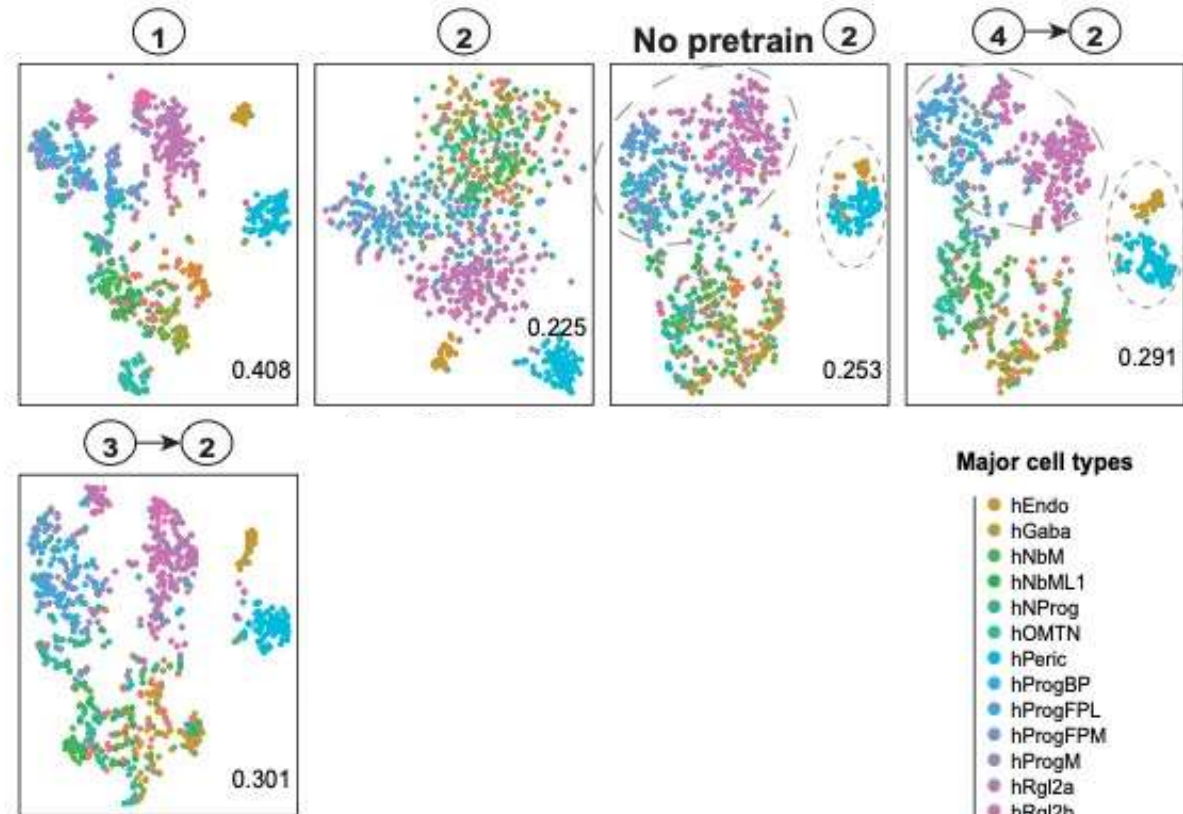 1
2
No pretrain 2
4 → 2
0.408
0.225
0.253
0.291
3 → 2
0.301
Major cell types
hEndo
hGaba
hNbM
hNbML1
hNProg
hOMTN
hPeric
hProgBP
hProgFPL
hProgFPM
hProgM
hRgl2a
hRgl2b